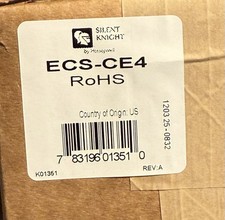 SILENT
KNIGHT
by Honeywell
ECS-CE4
RoHS
Country of Origin: US
7 83196 01351 0
K01351
REV:A
1203 25-0832